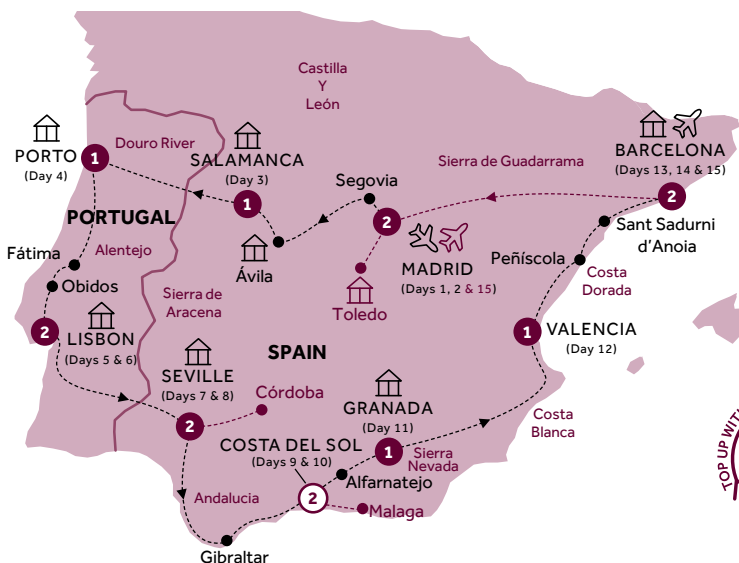 Castilla
Y
León
PORTO
(Day 4)
1
Douro River
SALAMANCA
(Day 3)
1
Segovia
Sierra de Guadarrama
BARCELONA
(Days 13, 14 & 15)
2
PORTUGAL
Fátima
Alentejo
Obidos
Ávila
2
MADRID
(Days 1, 2 & 15)
Toledo
Peñíscola
Sant Sadurni
d'Anoia
Costa
Dorada
2
LISBON
(Days 5 & 6)
Sierra de
Aracena
SPAIN
1
VALENCIA
(Day 12)
SEVILLE
(Days 7 & 8)
2
Córdoba
GRANADA
(Day 11)
1
Costa
Blanca
COSTA DEL SOL
(Days 9 & 10)
2
Sierra
Nevada
Alfarnatejo
Andalucia
Malaga
Gibraltar
TOP UP WITH